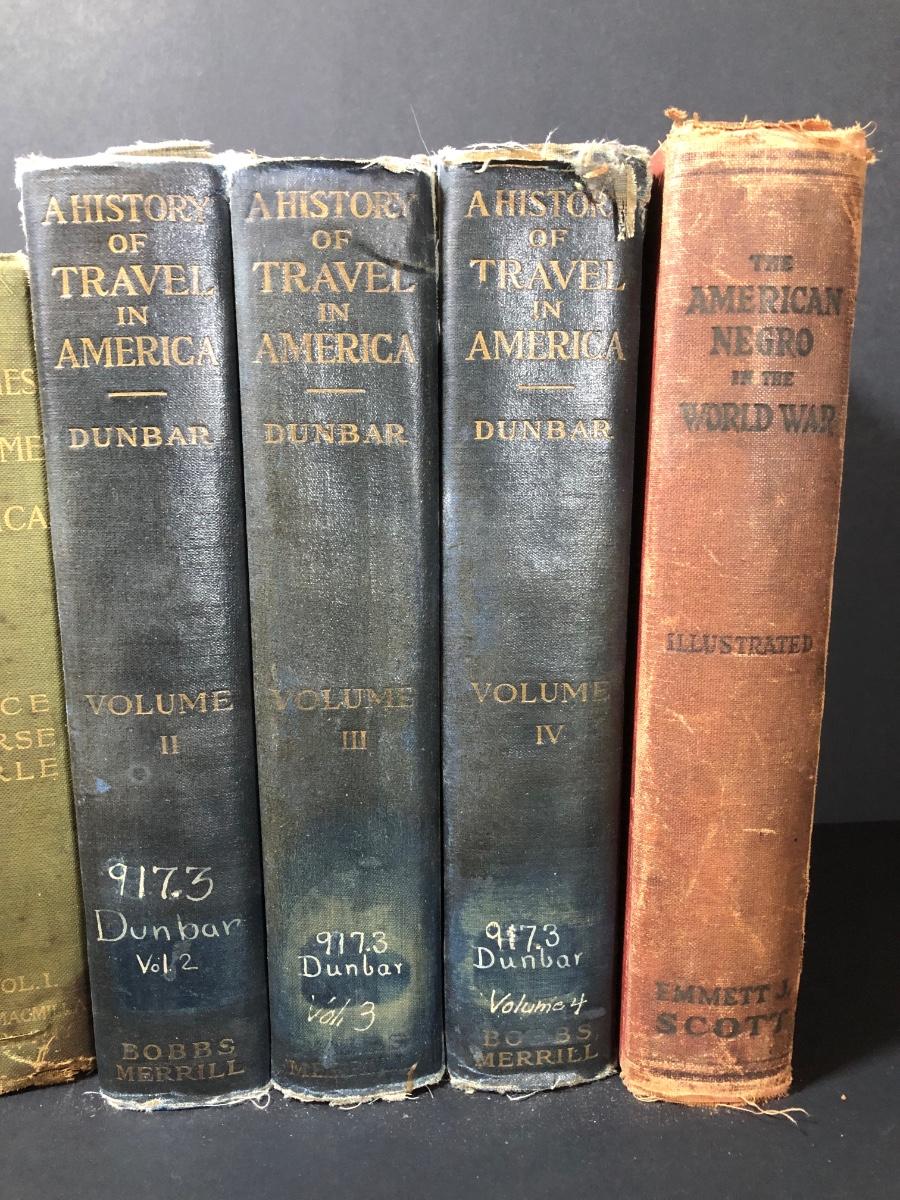 VOL. I.
A HISTORY
OF
TRAVEL
IN
AMERICA
DUNBAR
VOLUME
II
917.3
Dunbar
Vol. 2
BOBBS
MERRILL
A HISTORY
OF
TRAVEL
IN
AMERICA
DUNBAR
VOLUME
III
917.3
Dunbar
Vol. 3
A HISTORY
OF
TRAVEL
IN
AMERICA
DUNBAR
VOLUME
IV
917.3
Dunbar
Volume 4
BOBBS
MERRILL
THE
AMERICAN
NEGRO
IN THE
WORLD WAR
ILLUSTRATED
EMMETT J.
SCOTT